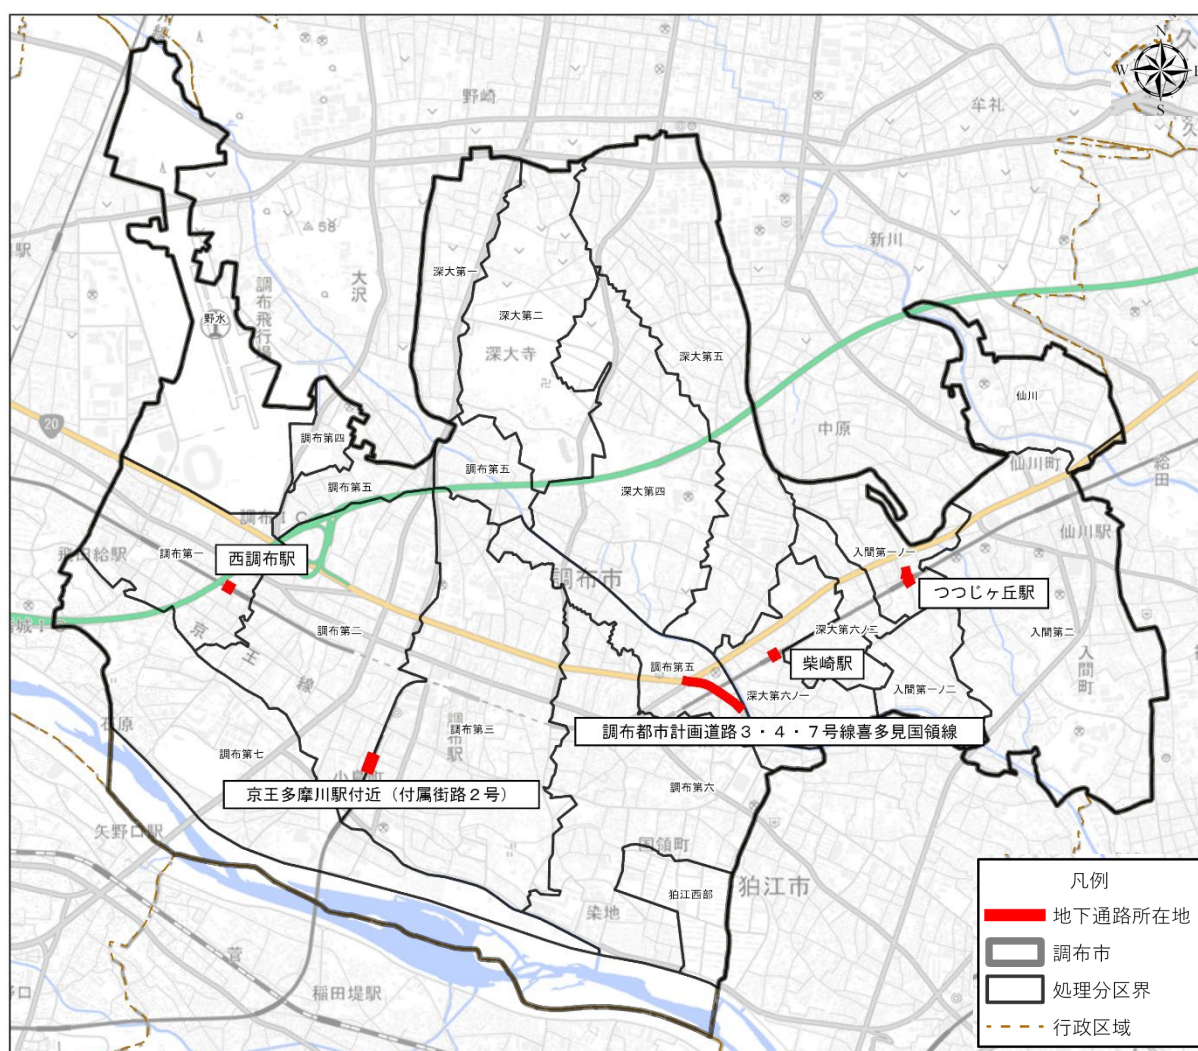 N
W
S
久
野崎
牟礼
58
大沢
新川
調布飛行場
野水
深大第一
深大第二
深大寺
深大第五
仙川
20
中原
仙川町
給田
調布第四
調布第五
調布第五
深大第四
調布IC
仙川駅
飛田給駅
調布第一
西調布駅
調布市
入間第一ノ一
つつじヶ丘駅
京王線
調布第二
深大第六ノ二
入間第二
柴崎駅
調布第五
入間町
深大第六ノ一
入間第一ノ二
石原
調布第三
調布都市計画道路3・4・7号線喜多見国領線
調布第七
調布第六
京王多摩川駅付近（付属街路2号）
矢野口駅
国領町
狛江西部
狛江市
染地
菅
稲田堤駅
凡例
地下通路所在地
調布市
処理分区界
行政区域